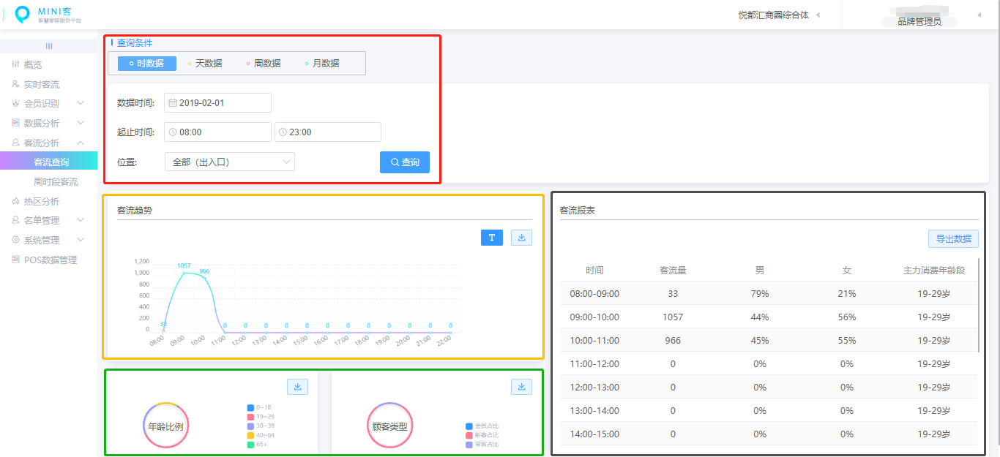 MINI客
智慧客流服务平台
悦都汇商圈综合体
品牌管理员
概览
实时客流
会员识别
数据分析
客流分析
客流查询
周时段客流
热区分析
名单管理
系统管理
POS数据管理
查询条件
时数据 天数据 周数据 月数据
数据时间: 2019-02-01
起止时间: 08:00 23:00
位置: 全部（出入口） 查询
客流趋势
T
1,200
1,000
800
600
400
200
0
33 1057 966 0 0 0 0 0 0 0 0 0 0 0 0
08:00 09:00 10:00 11:00 12:00 13:00 14:00 15:00 16:00 17:00 18:00 19:00 20:00 21:00 22:00
年龄比例
0~18
19~29
30~39
40~64
65+
顾客类型
会员占比
新客占比
常客占比
客流报表
导出数据
时间 客流量 男 女 主力消费年龄段
08:00-09:00 33 79% 21% 19-29岁
09:00-10:00 1057 44% 56% 19-29岁
10:00-11:00 966 45% 55% 19-29岁
11:00-12:00 0 0% 0% 19-29岁
12:00-13:00 0 0% 0% 19-29岁
13:00-14:00 0 0% 0% 19-29岁
14:00-15:00 0 0% 0% 19-29岁